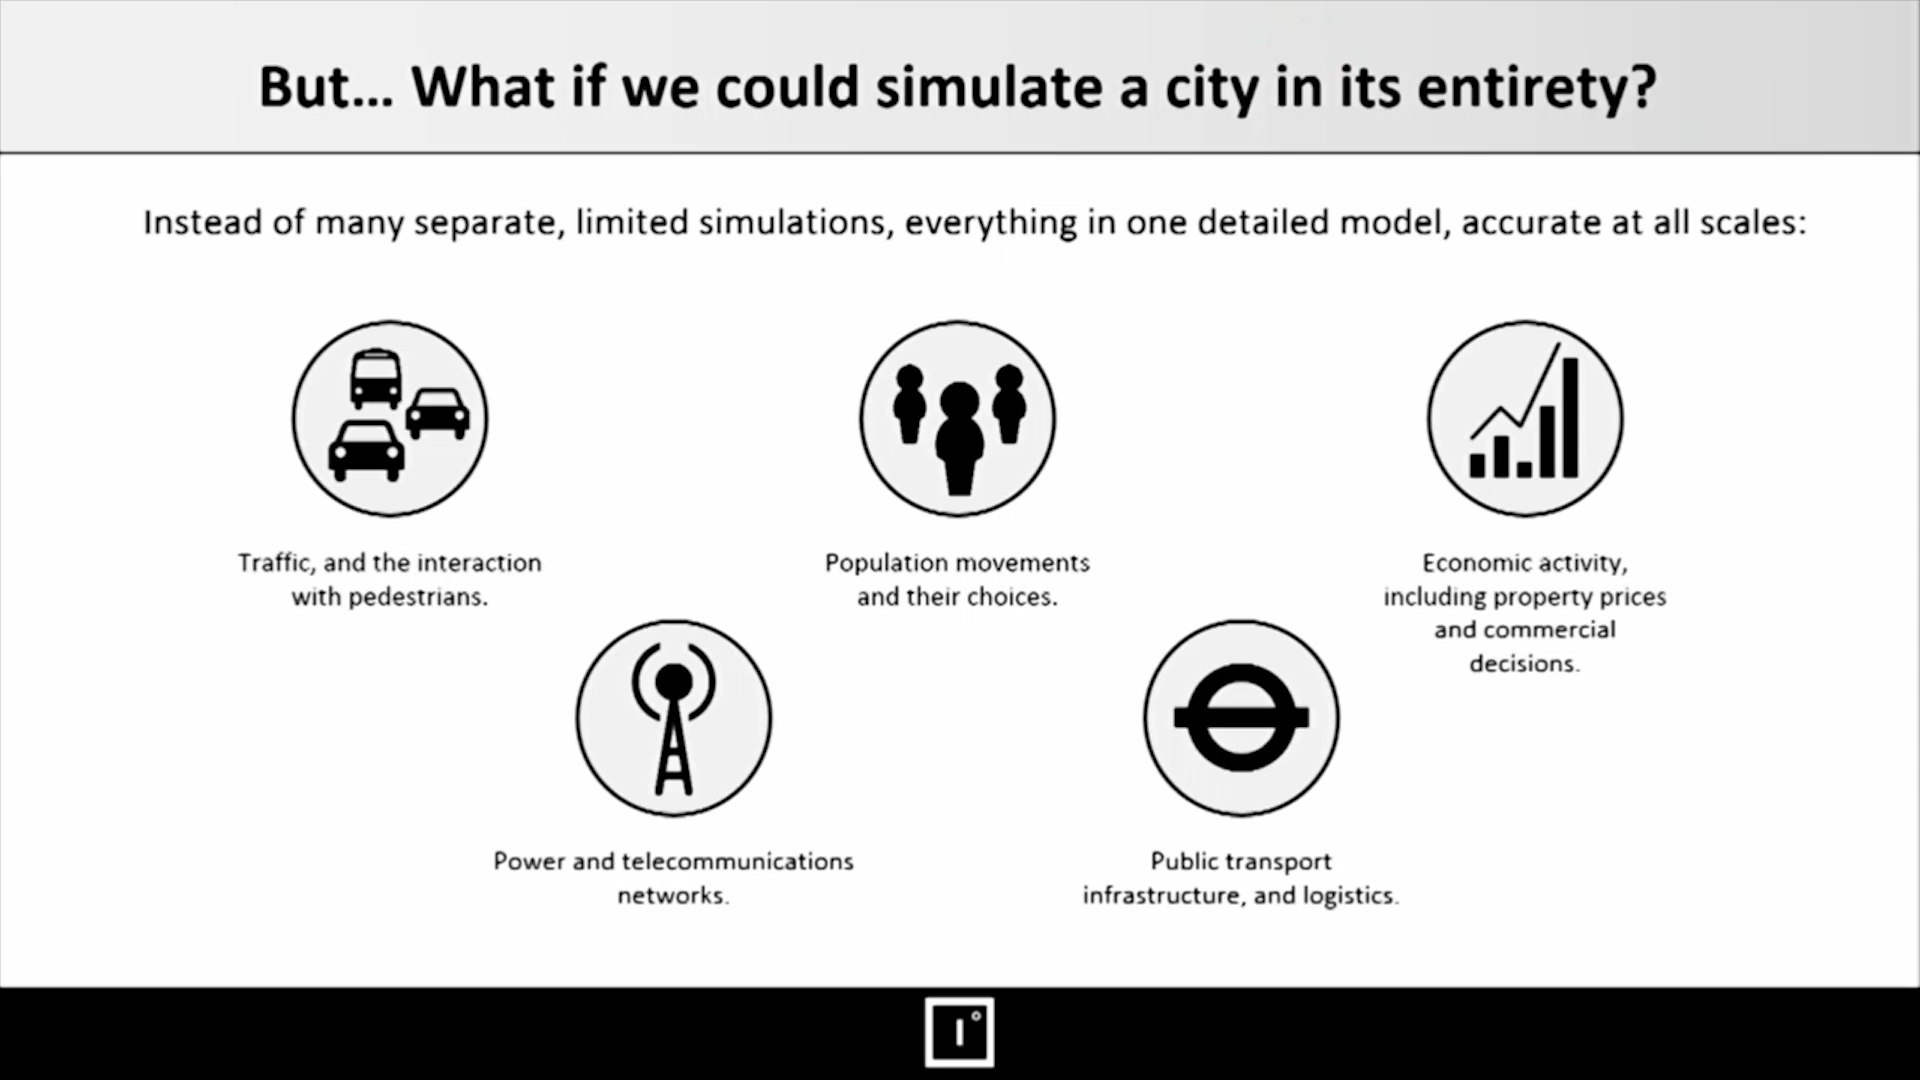 But... What if we could simulate a city in its entirety?
Instead of many separate, limited simulations, everything in one detailed model, accurate at all scales:
Traffic, and the interaction
with pedestrians.
Population movements
and their choices.
Economic activity,
including property prices
and commercial
decisions.
Power and telecommunications
networks.
Public transport
infrastructure, and logistics.
I°